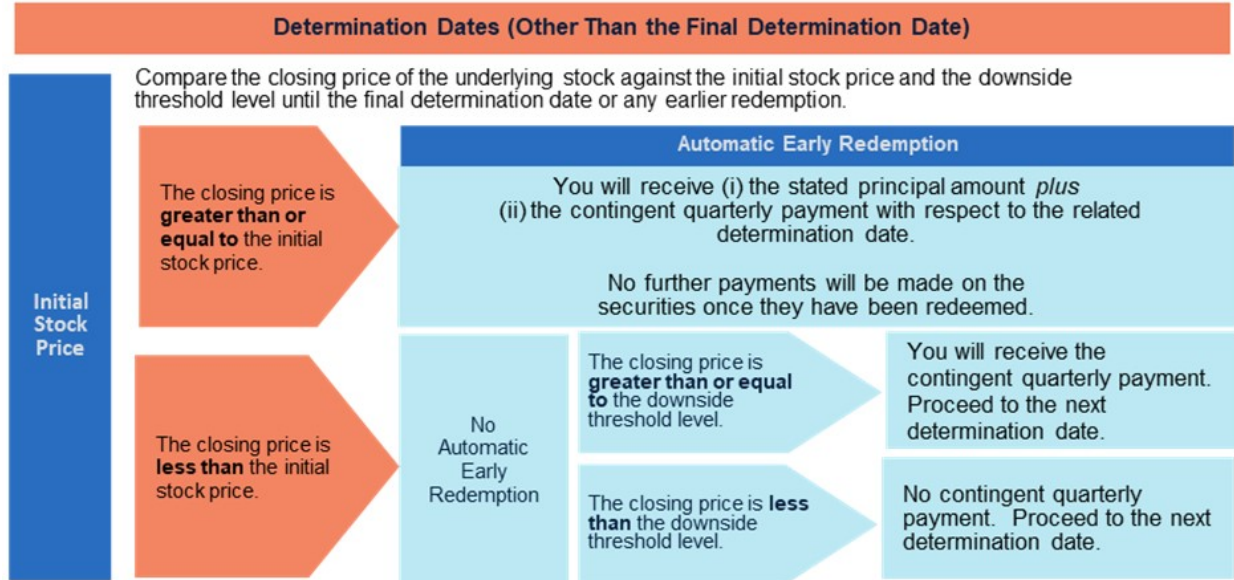 Determination Dates (Other Than the Final Determination Date)
Compare the closing price of the underlying stock against the initial stock price and the downside
threshold level until the final determination date or any earlier redemption.
Initial
Stock
Price
The closing price is
greater than or
equal to the initial
stock price.
Automatic Early Redemption
You will receive (i) the stated principal amount plus
(ii) the contingent quarterly payment with respect to the related
determination date.
No further payments will be made on the
securities once they have been redeemed.
The closing price is
less than the initial
stock price.
No
Automatic
Early
Redemption
The closing price is
greater than or equal
to the downside
threshold level.
You will receive the
contingent quarterly payment.
Proceed to the next
determination date.
The closing price is less
than the downside
threshold level.
No contingent quarterly
payment.  Proceed to the next
determination date.